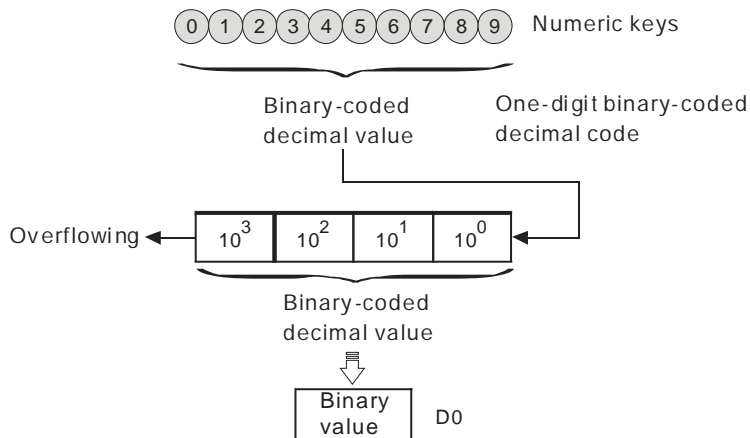 0 1 2 3 4 5 6 7 8 9 Numeric keys
Binary-coded
decimal value
One-digit binary-coded
decimal code
Overflowing
10³ 10² 10¹ 10⁰
Binary-coded
decimal value
Binary
value
D0